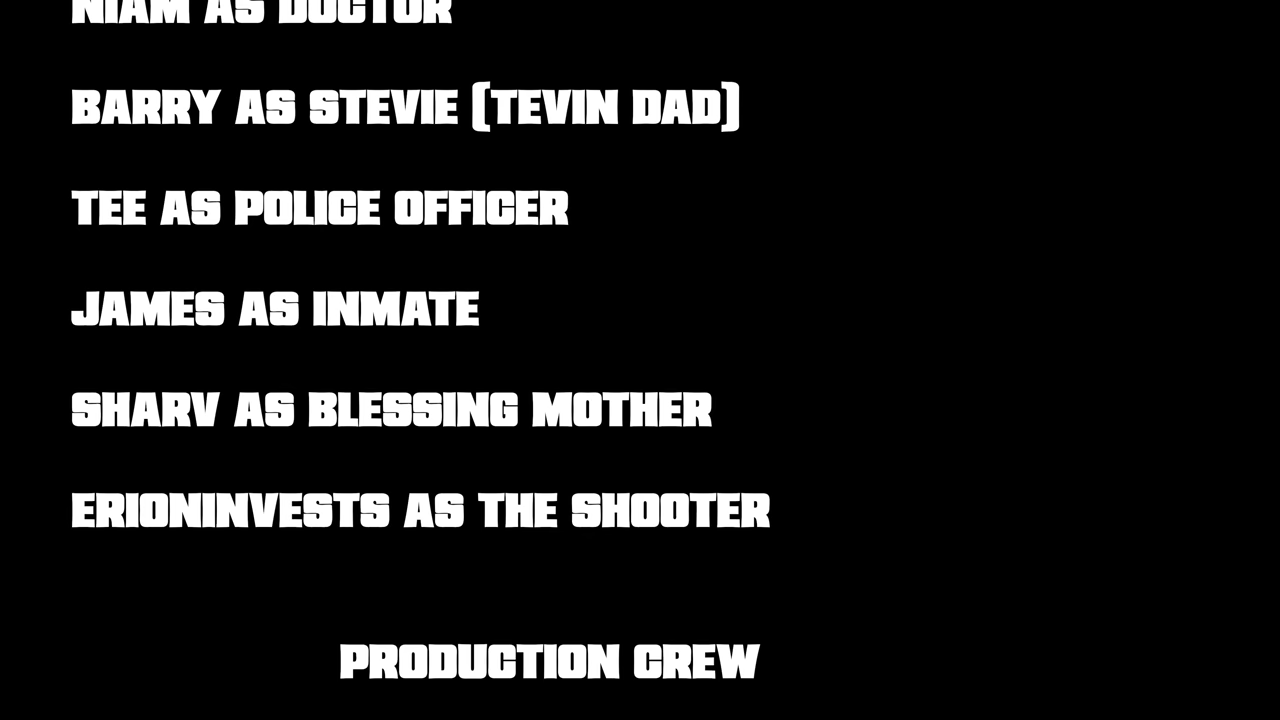 NIAM AS DOCTOR
BARRY AS STEVIE (TEVIN DAD)
TEE AS POLICE OFFICER
JAMES AS INMATE
SHARV AS BLESSING MOTHER
ERIONINVESTS AS THE SHOOTER
PRODUCTION CREW